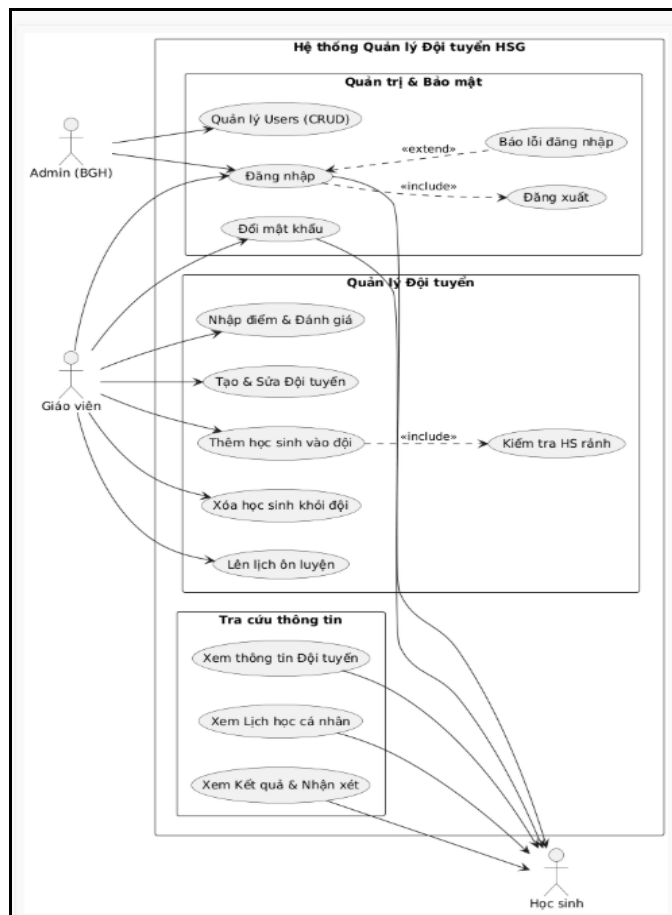 Hệ thống Quản lý Đội tuyển HSG
Quản trị & Bảo mật
Quản lý Users (CRUD)
Admin (BGH)
«extend»
Báo lỗi đăng nhập
Đăng nhập
«include»
Đăng xuất
Đổi mật khẩu
Quản lý Đội tuyển
Nhập điểm & Đánh giá
Giáo viên
Tạo & Sửa Đội tuyển
Thêm học sinh vào đội
«include»
Kiểm tra HS rảnh
Xóa học sinh khỏi đội
Lên lịch ôn luyện
Tra cứu thông tin
Xem thông tin Đội tuyển
Xem Lịch học cá nhân
Xem Kết quả & Nhận xét
Học sinh